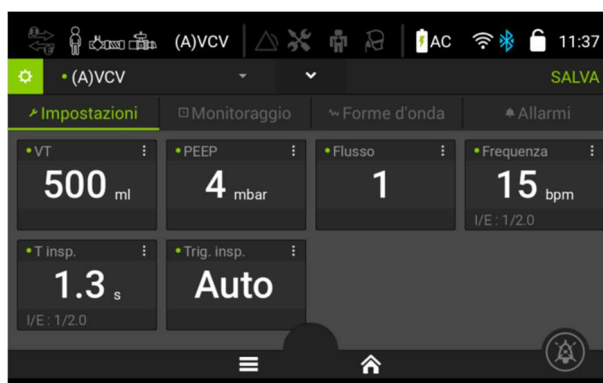 (A)VCV AC 11:37
(A)VCV SALVA
Impostazioni Monitoraggio Forme d'onda Allarmi
VT PEEP Flusso Frequenza
500 ml 4 mbar 1 15 bpm
I/E : 1/2.0
T insp. Trig. insp.
1.3 s Auto
I/E : 1/2.0